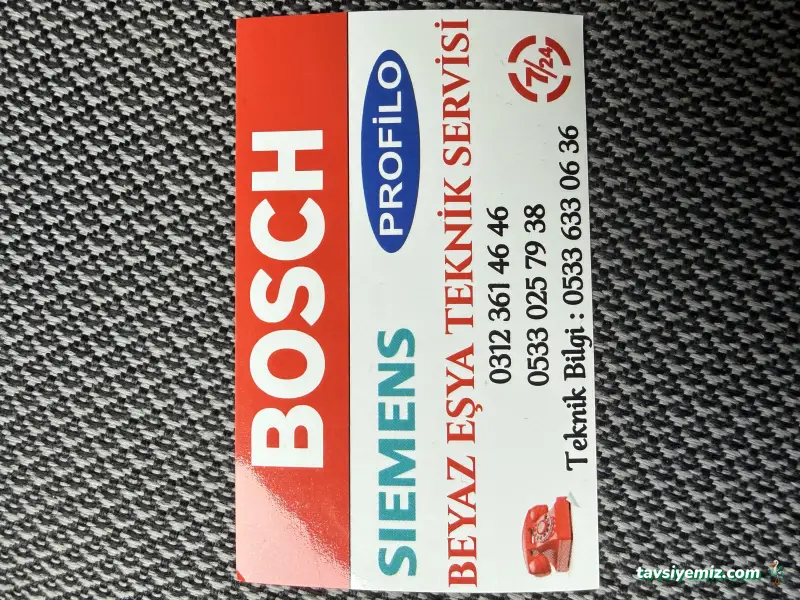 BOSCH
SIEMENS
PROFİLO
BEYAZ EŞYA TEKNİK SERVİSİ
7/24
0312 361 46 46
0533 025 79 38
Teknik Bilgi : 0533 633 06 36
tavsiyemiz.com